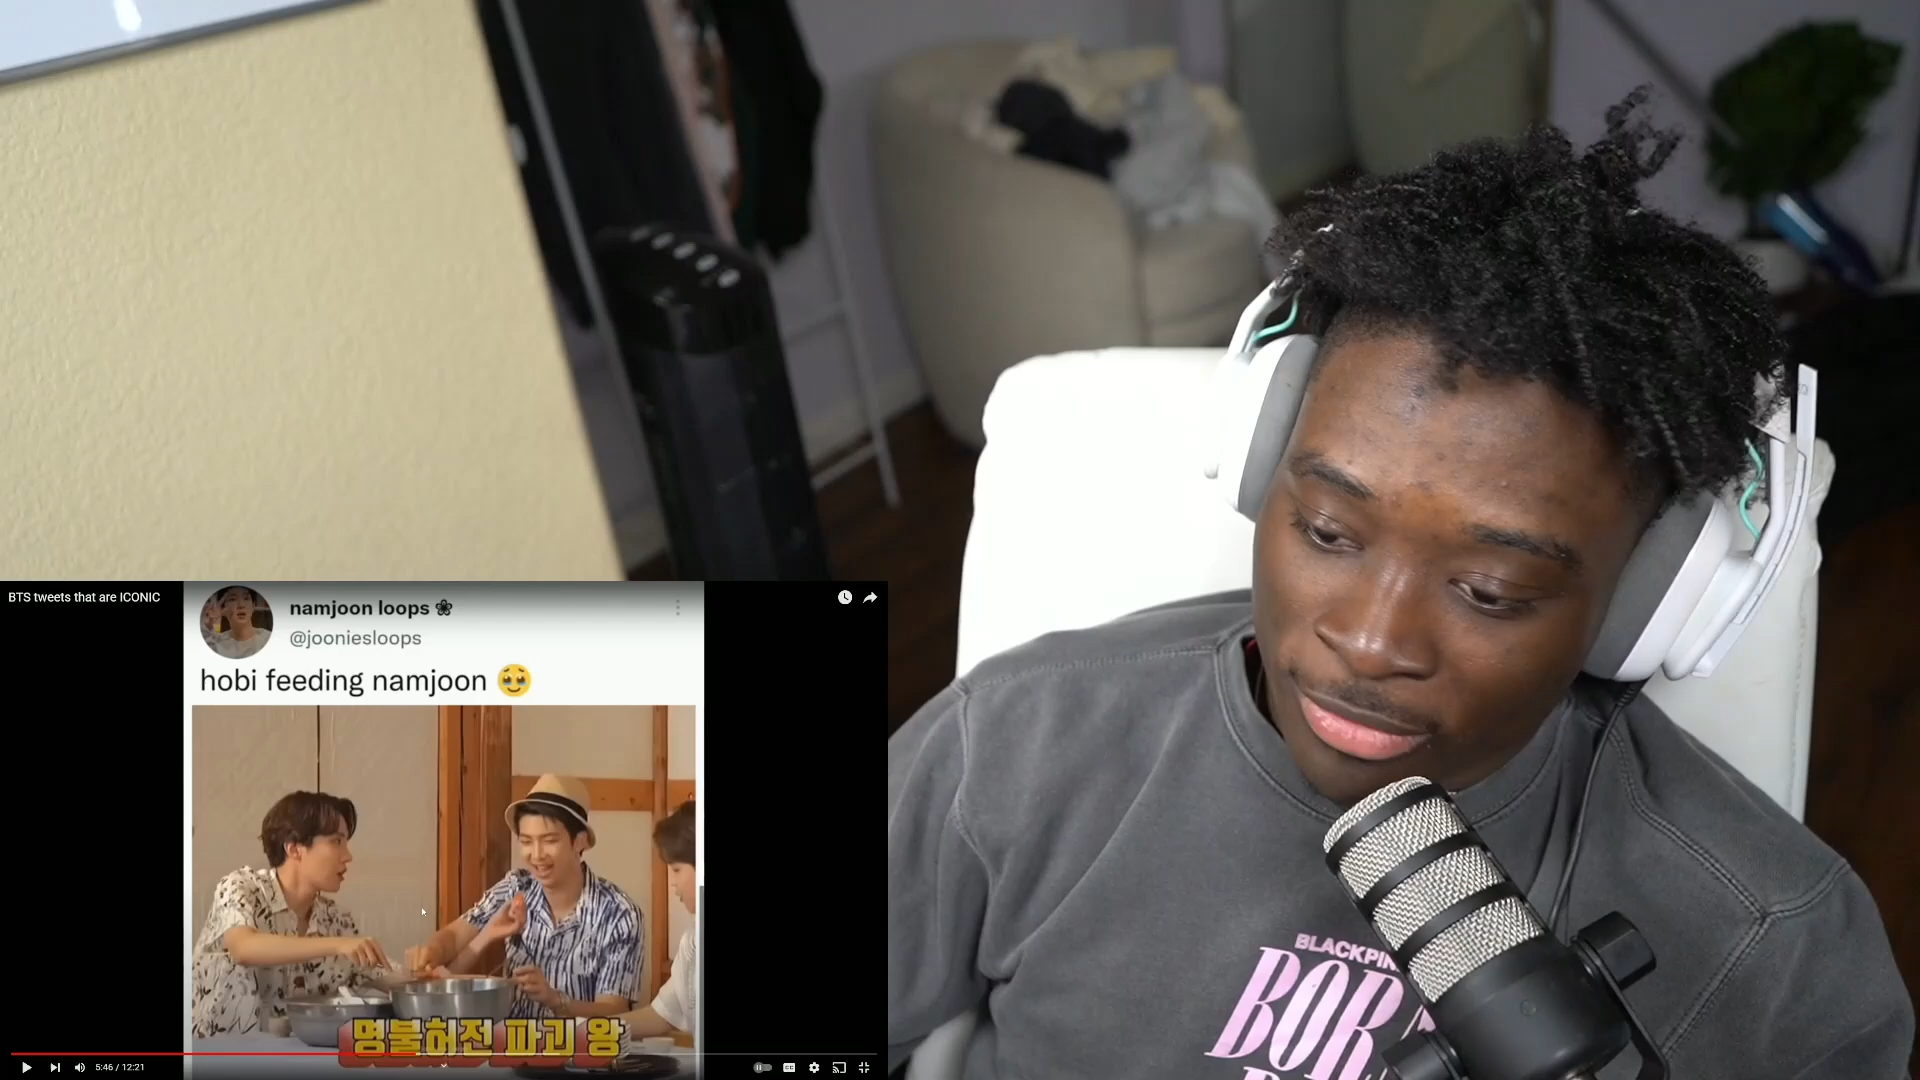 BTS tweets that are ICONIC
namjoon loops ❀
@jooniesloops
hobi feeding namjoon 🥹
명불허전 파괴 왕
5:46 / 12:21
BLACKPIN
BOR